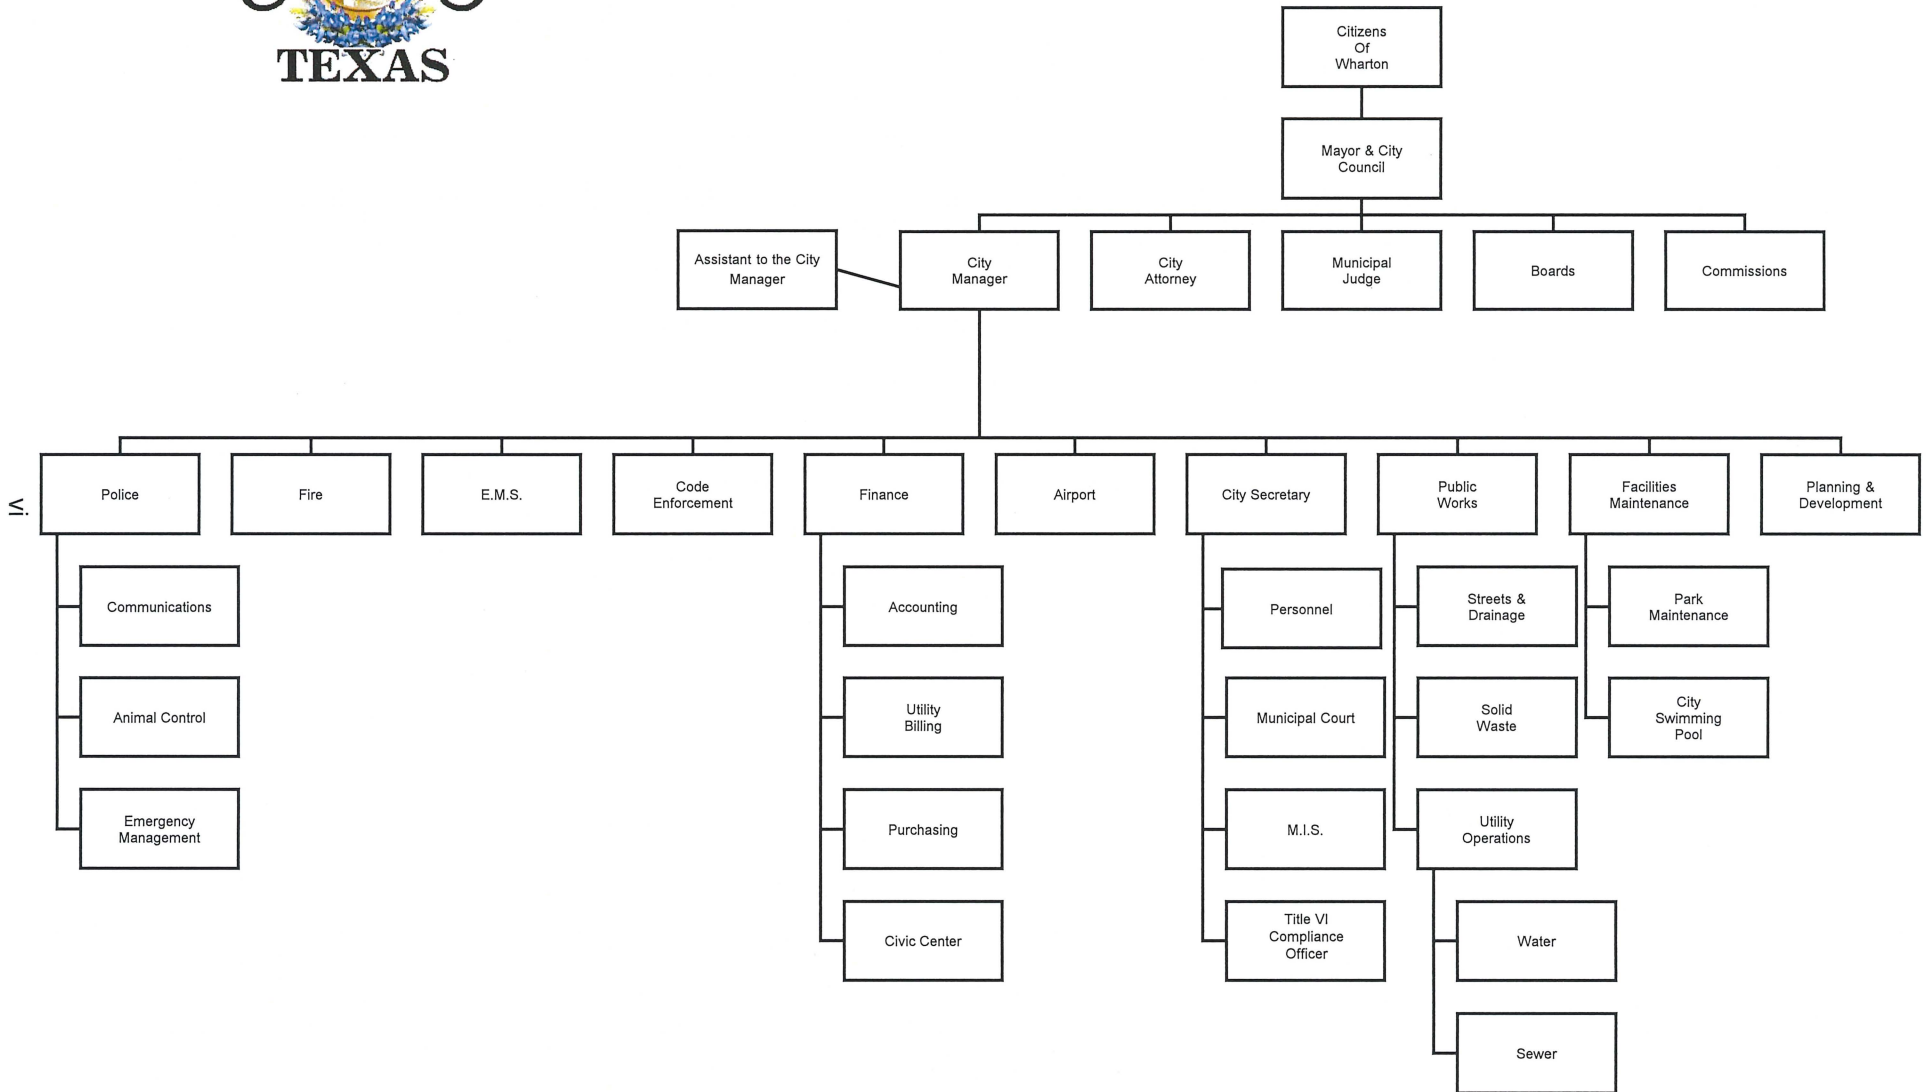 TEXAS
Citizens
Of
Wharton
Mayor & City
Council
Assistant to the City
Manager
City
Manager
City
Attorney
Municipal
Judge
Boards
Commissions
vi
Police
Fire
E.M.S.
Code
Enforcement
Finance
Airport
City Secretary
Public
Works
Facilities
Maintenance
Planning &
Development
Communications
Accounting
Personnel
Streets &
Drainage
Park
Maintenance
Animal Control
Utility
Billing
Municipal Court
Solid
Waste
City
Swimming
Pool
Emergency
Management
Purchasing
M.I.S.
Utility
Operations
Civic Center
Title VI
Compliance
Officer
Water
Sewer